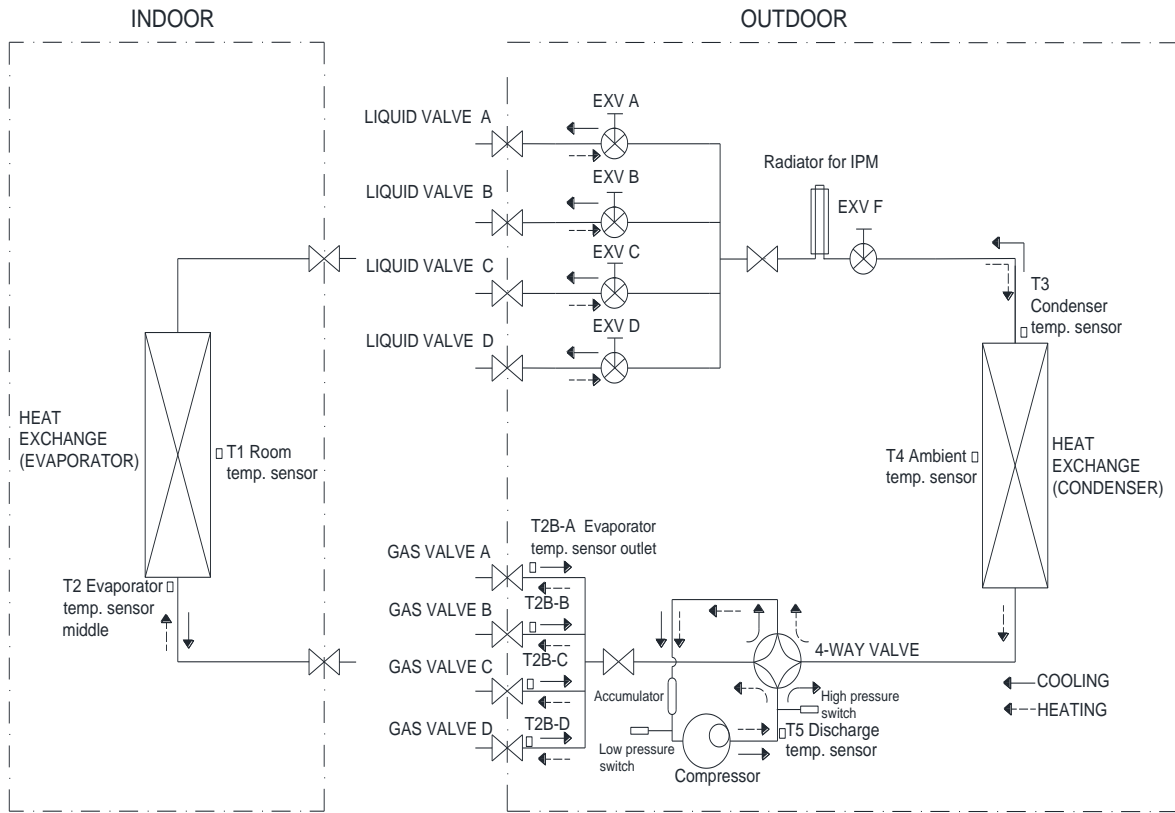 INDOOR
OUTDOOR
LIQUID VALVE A
EXV A
LIQUID VALVE B
EXV B
Radiator for IPM
EXV F
LIQUID VALVE C
EXV C
T3
Condenser
temp. sensor
LIQUID VALVE D
EXV D
HEAT
EXCHANGE
(EVAPORATOR)
T1 Room
temp. sensor
T4 Ambient
temp. sensor
HEAT
EXCHANGE
(CONDENSER)
T2 Evaporator
temp. sensor
middle
GAS VALVE A
T2B-A Evaporator
temp. sensor outlet
GAS VALVE B
T2B-B
4-WAY VALVE
GAS VALVE C
T2B-C
Accumulator
High pressure
switch
COOLING
HEATING
GAS VALVE D
T2B-D
Low pressure
switch
Compressor
T5 Discharge
temp. sensor